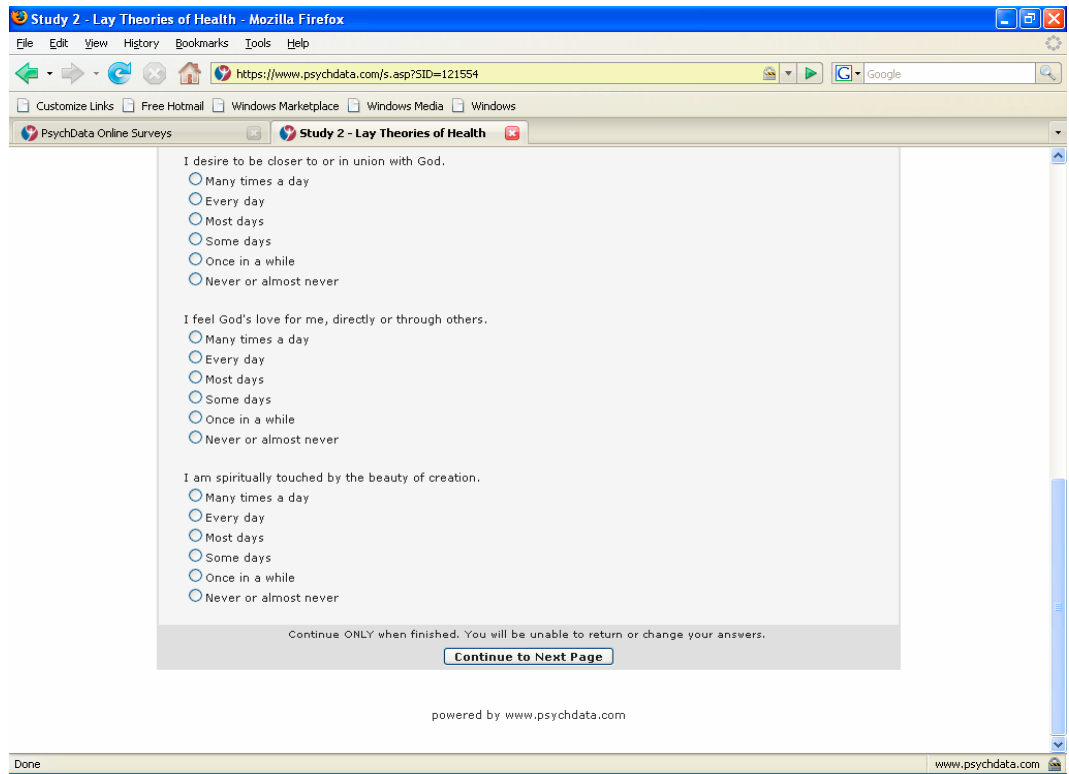 Study 2 - Lay Theories of Health - Mozilla Firefox
File Edit View History Bookmarks Tools Help
https://www.psychdata.com/s.asp?SID=121554
G Google
Customize Links Free Hotmail Windows Marketplace Windows Media Windows
PsychData Online Surveys Study 2 - Lay Theories of Health
I desire to be closer to or in union with God.
Many times a day
Every day
Most days
Some days
Once in a while
Never or almost never
I feel God's love for me, directly or through others.
Many times a day
Every day
Most days
Some days
Once in a while
Never or almost never
I am spiritually touched by the beauty of creation.
Many times a day
Every day
Most days
Some days
Once in a while
Never or almost never
Continue ONLY when finished. You will be unable to return or change your answers.
Continue to Next Page
powered by www.psychdata.com
Done www.psychdata.com